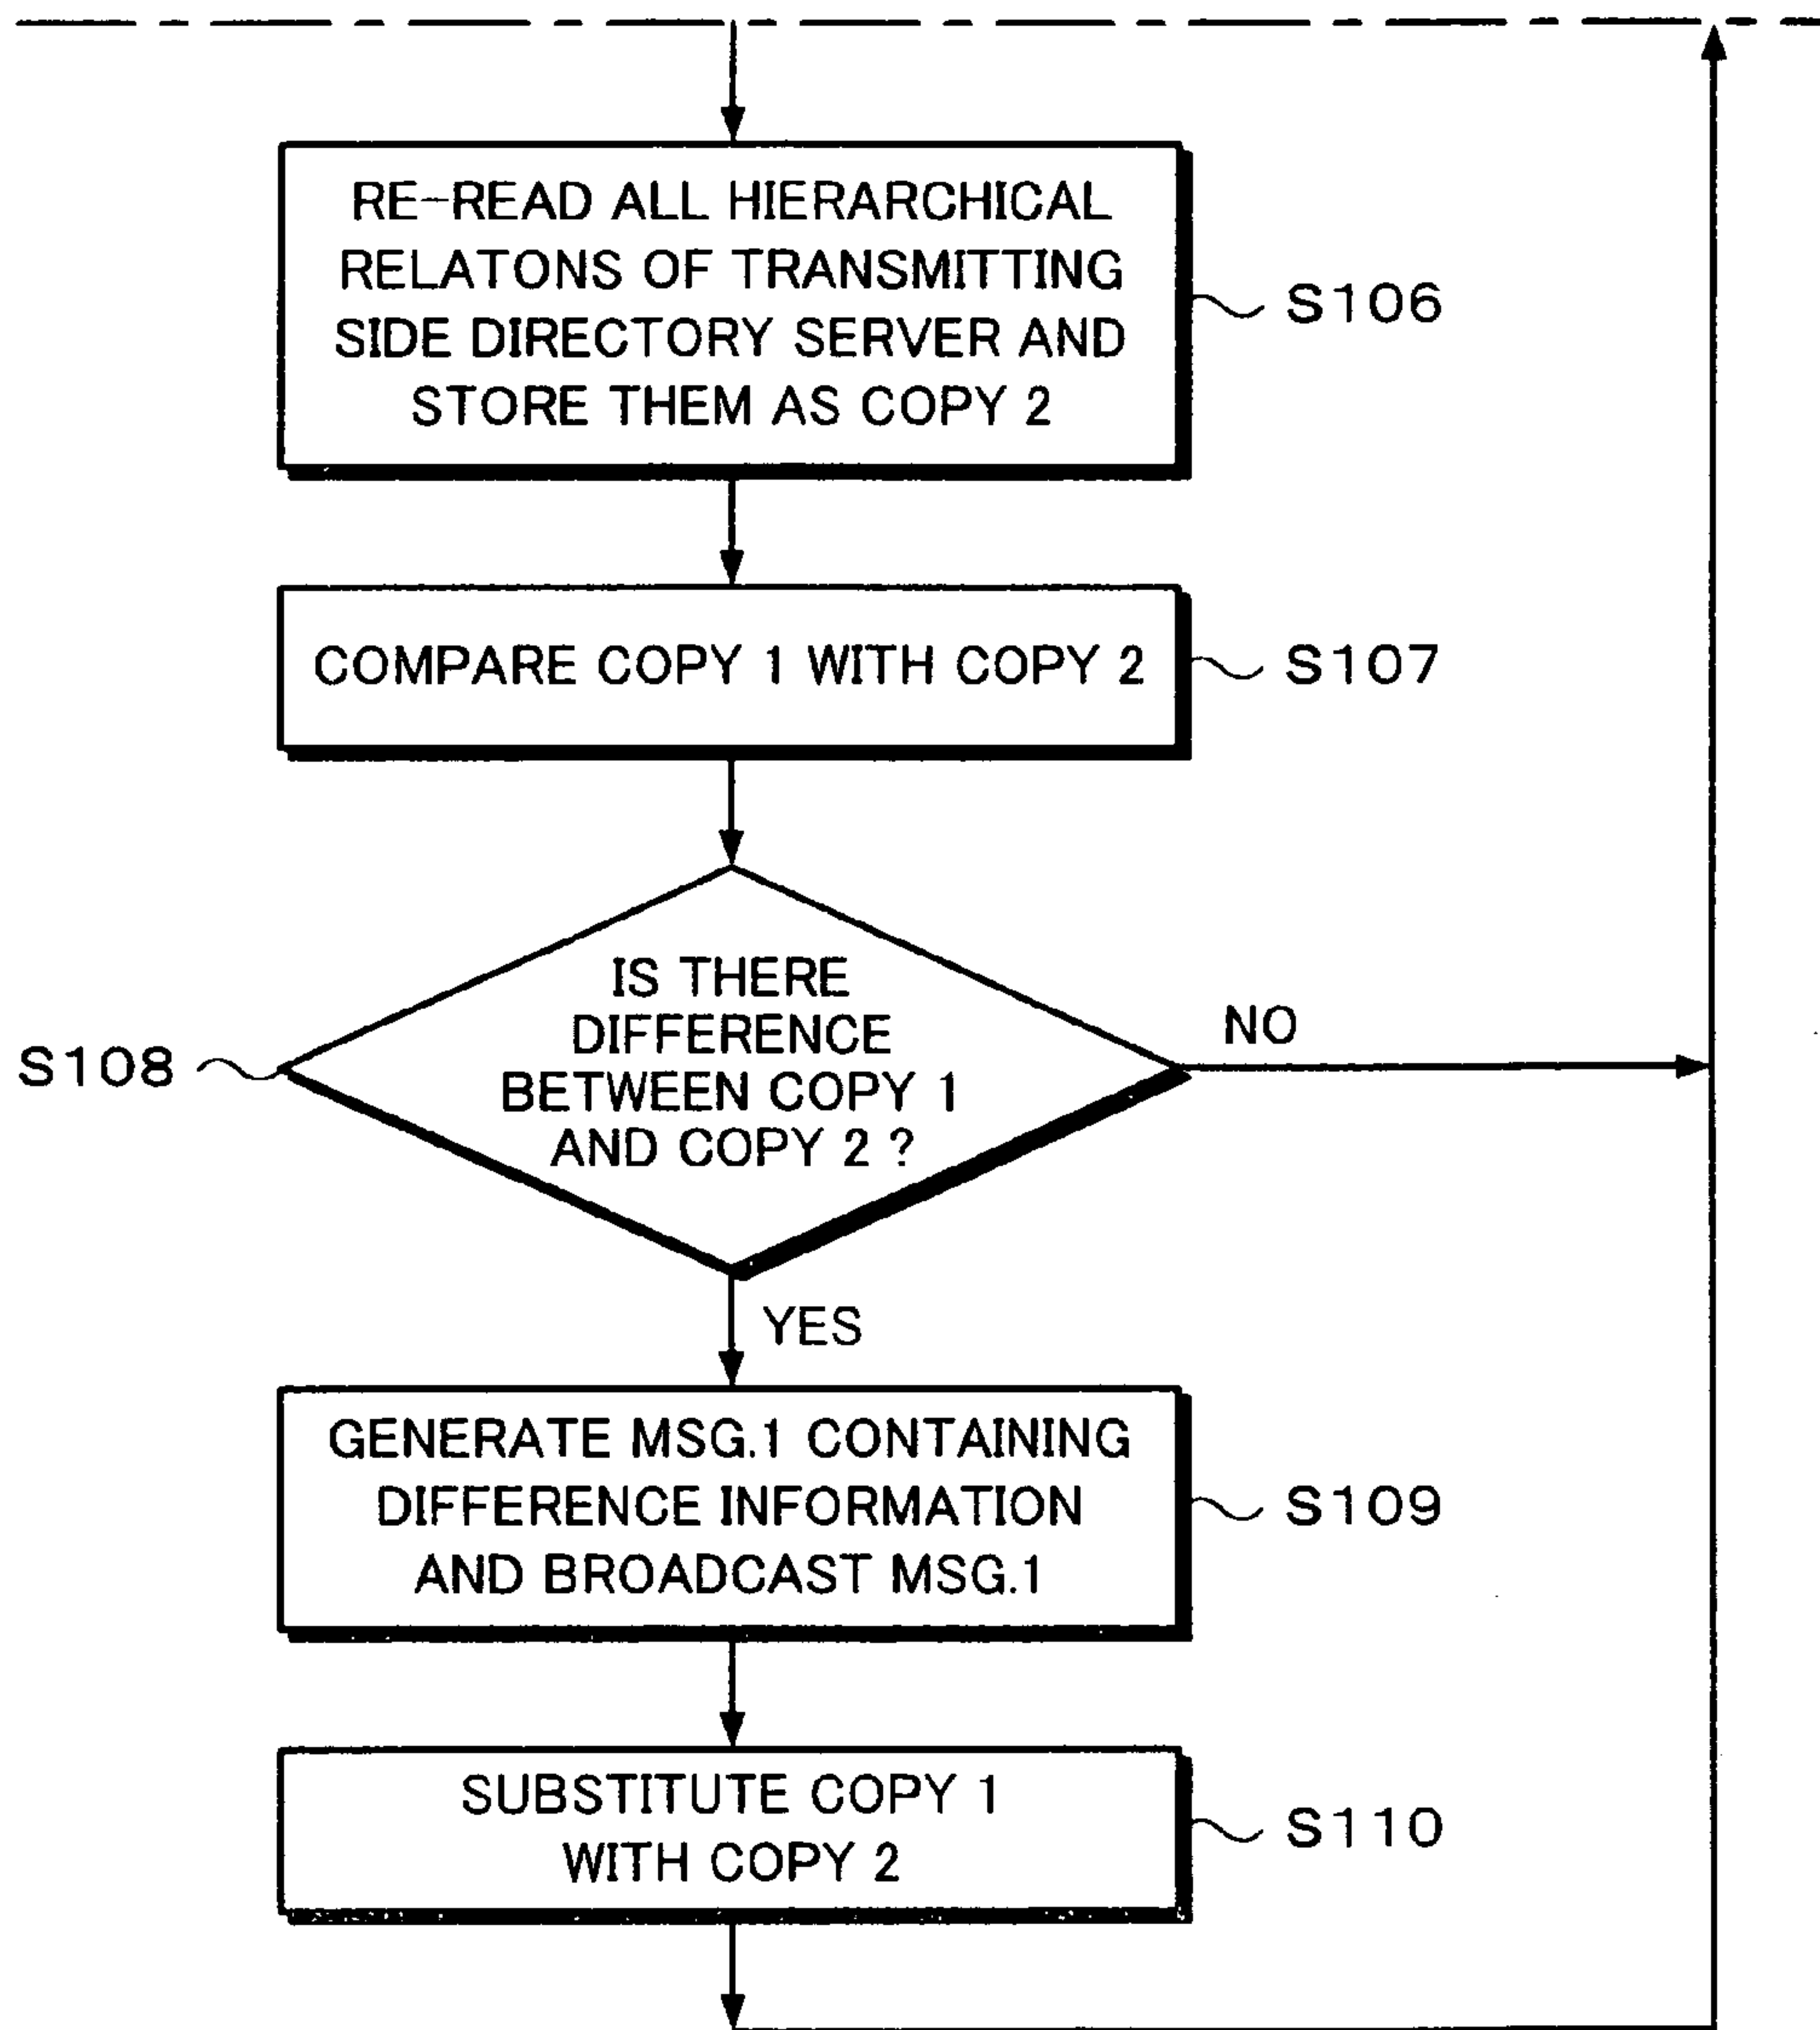 RE-READ ALL HIERARCHICAL
RELATONS OF TRANSMITTING
SIDE DIRECTORY SERVER AND
STORE THEM AS COPY 2
S106
COMPARE COPY 1 WITH COPY 2
S107
IS THERE
DIFFERENCE
BETWEEN COPY 1
AND COPY 2 ?
S108
NO
YES
GENERATE MSG.1 CONTAINING
DIFFERENCE INFORMATION
AND BROADCAST MSG.1
S109
SUBSTITUTE COPY 1
WITH COPY 2
S110